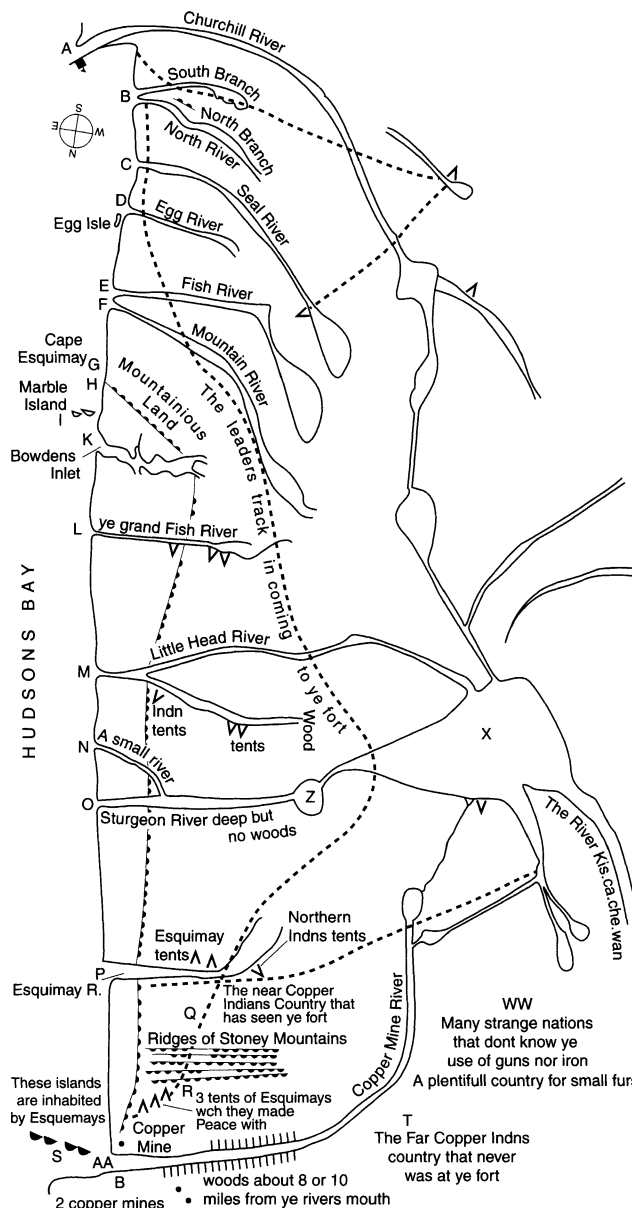 A
Churchill River
South Branch
B
North Branch
North River
S
E
W
N
C
Seal River
D
Egg River
Egg Isle
E
Fish River
F
Mountain River
Cape
Esquimay
G
H
Mountainious
Land
Marble
Island
I
The leaders track in coming to ye fort
K
Bowdens
Inlet
L
ye grand Fish River
HUDSONS BAY
Little Head River
M
Indn
tents
tents
Wood
X
N
A small river
Z
O
Sturgeon River deep but
no woods
The River Kis.ca.che.wan
Esquimay
tents
Northern
Indns tents
P
Esquimay R.
The near Copper
Indians Country that
has seen ye fort
Q
Ridges of Stoney Mountains
Copper Mine River
WW
Many strange nations
that dont know ye
use of guns nor iron
A plentifull country for small furs
These islands
are inhabited
by Esquemays
R
3 tents of Esquimays
wch they made
Peace with
Copper
Mine
T
The Far Copper Indns
country that never
was at ye fort
S
AA
B
2 copper mines
woods about 8 or 10
miles from ye rivers mouth